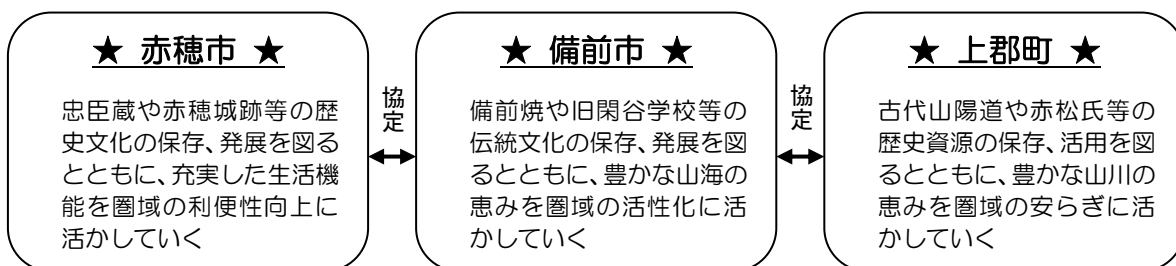 ★ 赤穂市 ★
忠臣蔵や赤穂城跡等の歴
史文化の保存、発展を図る
とともに、充実した生活機
能を圏域の利便性向上に
活かしていく
協定
★ 備前市 ★
備前焼や旧閑谷学校等の
伝統文化の保存、発展を図
るとともに、豊かな山海の
恵みを圏域の活性化に活
かしていく
協定
★ 上郡町 ★
古代山陽道や赤松氏等の
歴史資源の保存、活用を図
るとともに、豊かな山川の
恵みを圏域の安らぎに活
かしていく